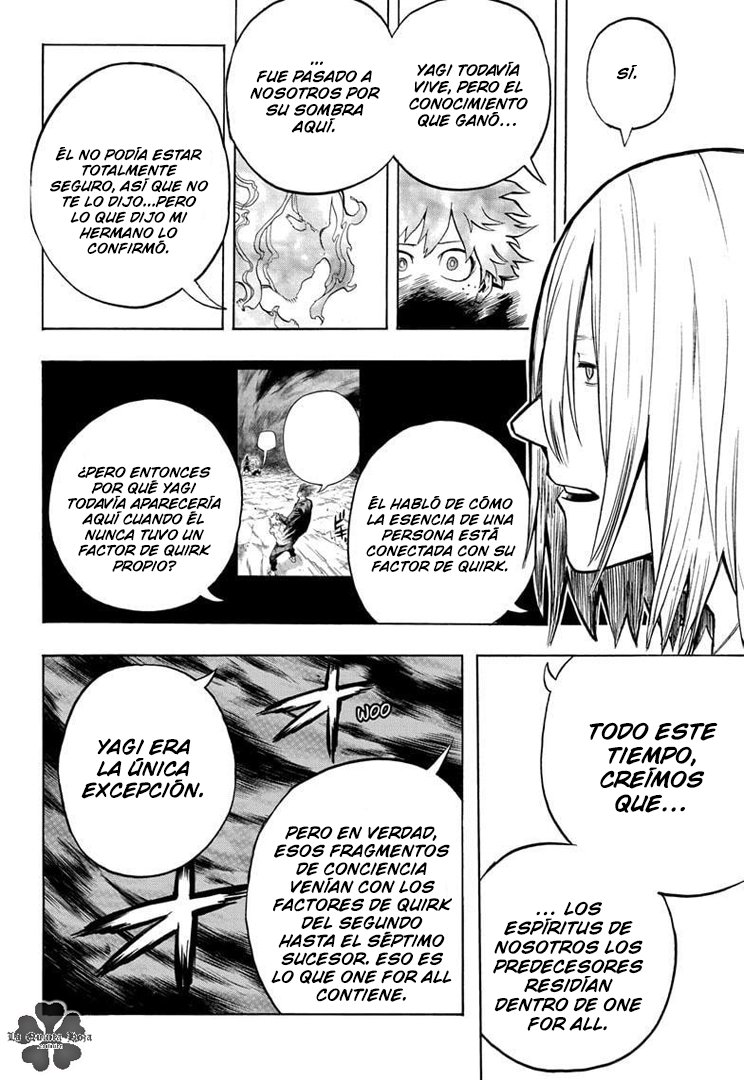 SÍ.
YAGI TODAVÍA
VIVE, PERO EL
CONOCIMIENTO
QUE GANÓ...
...
FUE PASADO A
NOSOTROS POR
SU SOMBRA
AQUÍ.
ÉL NO PODÍA ESTAR
TOTALMENTE
SEGURO, ASÍ QUE NO
TE LO DIJO...PERO
LO QUE DIJO MI
HERMANO LO
CONFIRMÓ.
ÉL HABLÓ DE CÓMO
LA ESENCIA DE UNA
PERSONA ESTÁ
CONECTADA CON SU
FACTOR DE QUIRK.
¿PERO ENTONCES
POR QUÉ YAGI
TODAVÍA APARECERÍA
AQUÍ CUANDO ÉL
NUNCA TUVO UN
FACTOR DE QUIRK
PROPIO?
TODO ESTE
TIEMPO,
CREÍMOS
QUE...
... LOS
ESPÍRITUS DE
NOSOTROS LOS
PREDECESORES
RESIDÍAN
DENTRO DE ONE
FOR ALL.
WOO
PERO EN VERDAD,
ESOS FRAGMENTOS
DE CONCIENCIA
VENÍAN CON LOS
FACTORES DE QUIRK
DEL SEGUNDO
HASTA EL SÉPTIMO
SUCESOR. ESO ES
LO QUE ONE FOR ALL
CONTIENE.
YAGI ERA
LA ÚNICA
EXCEPCIÓN.